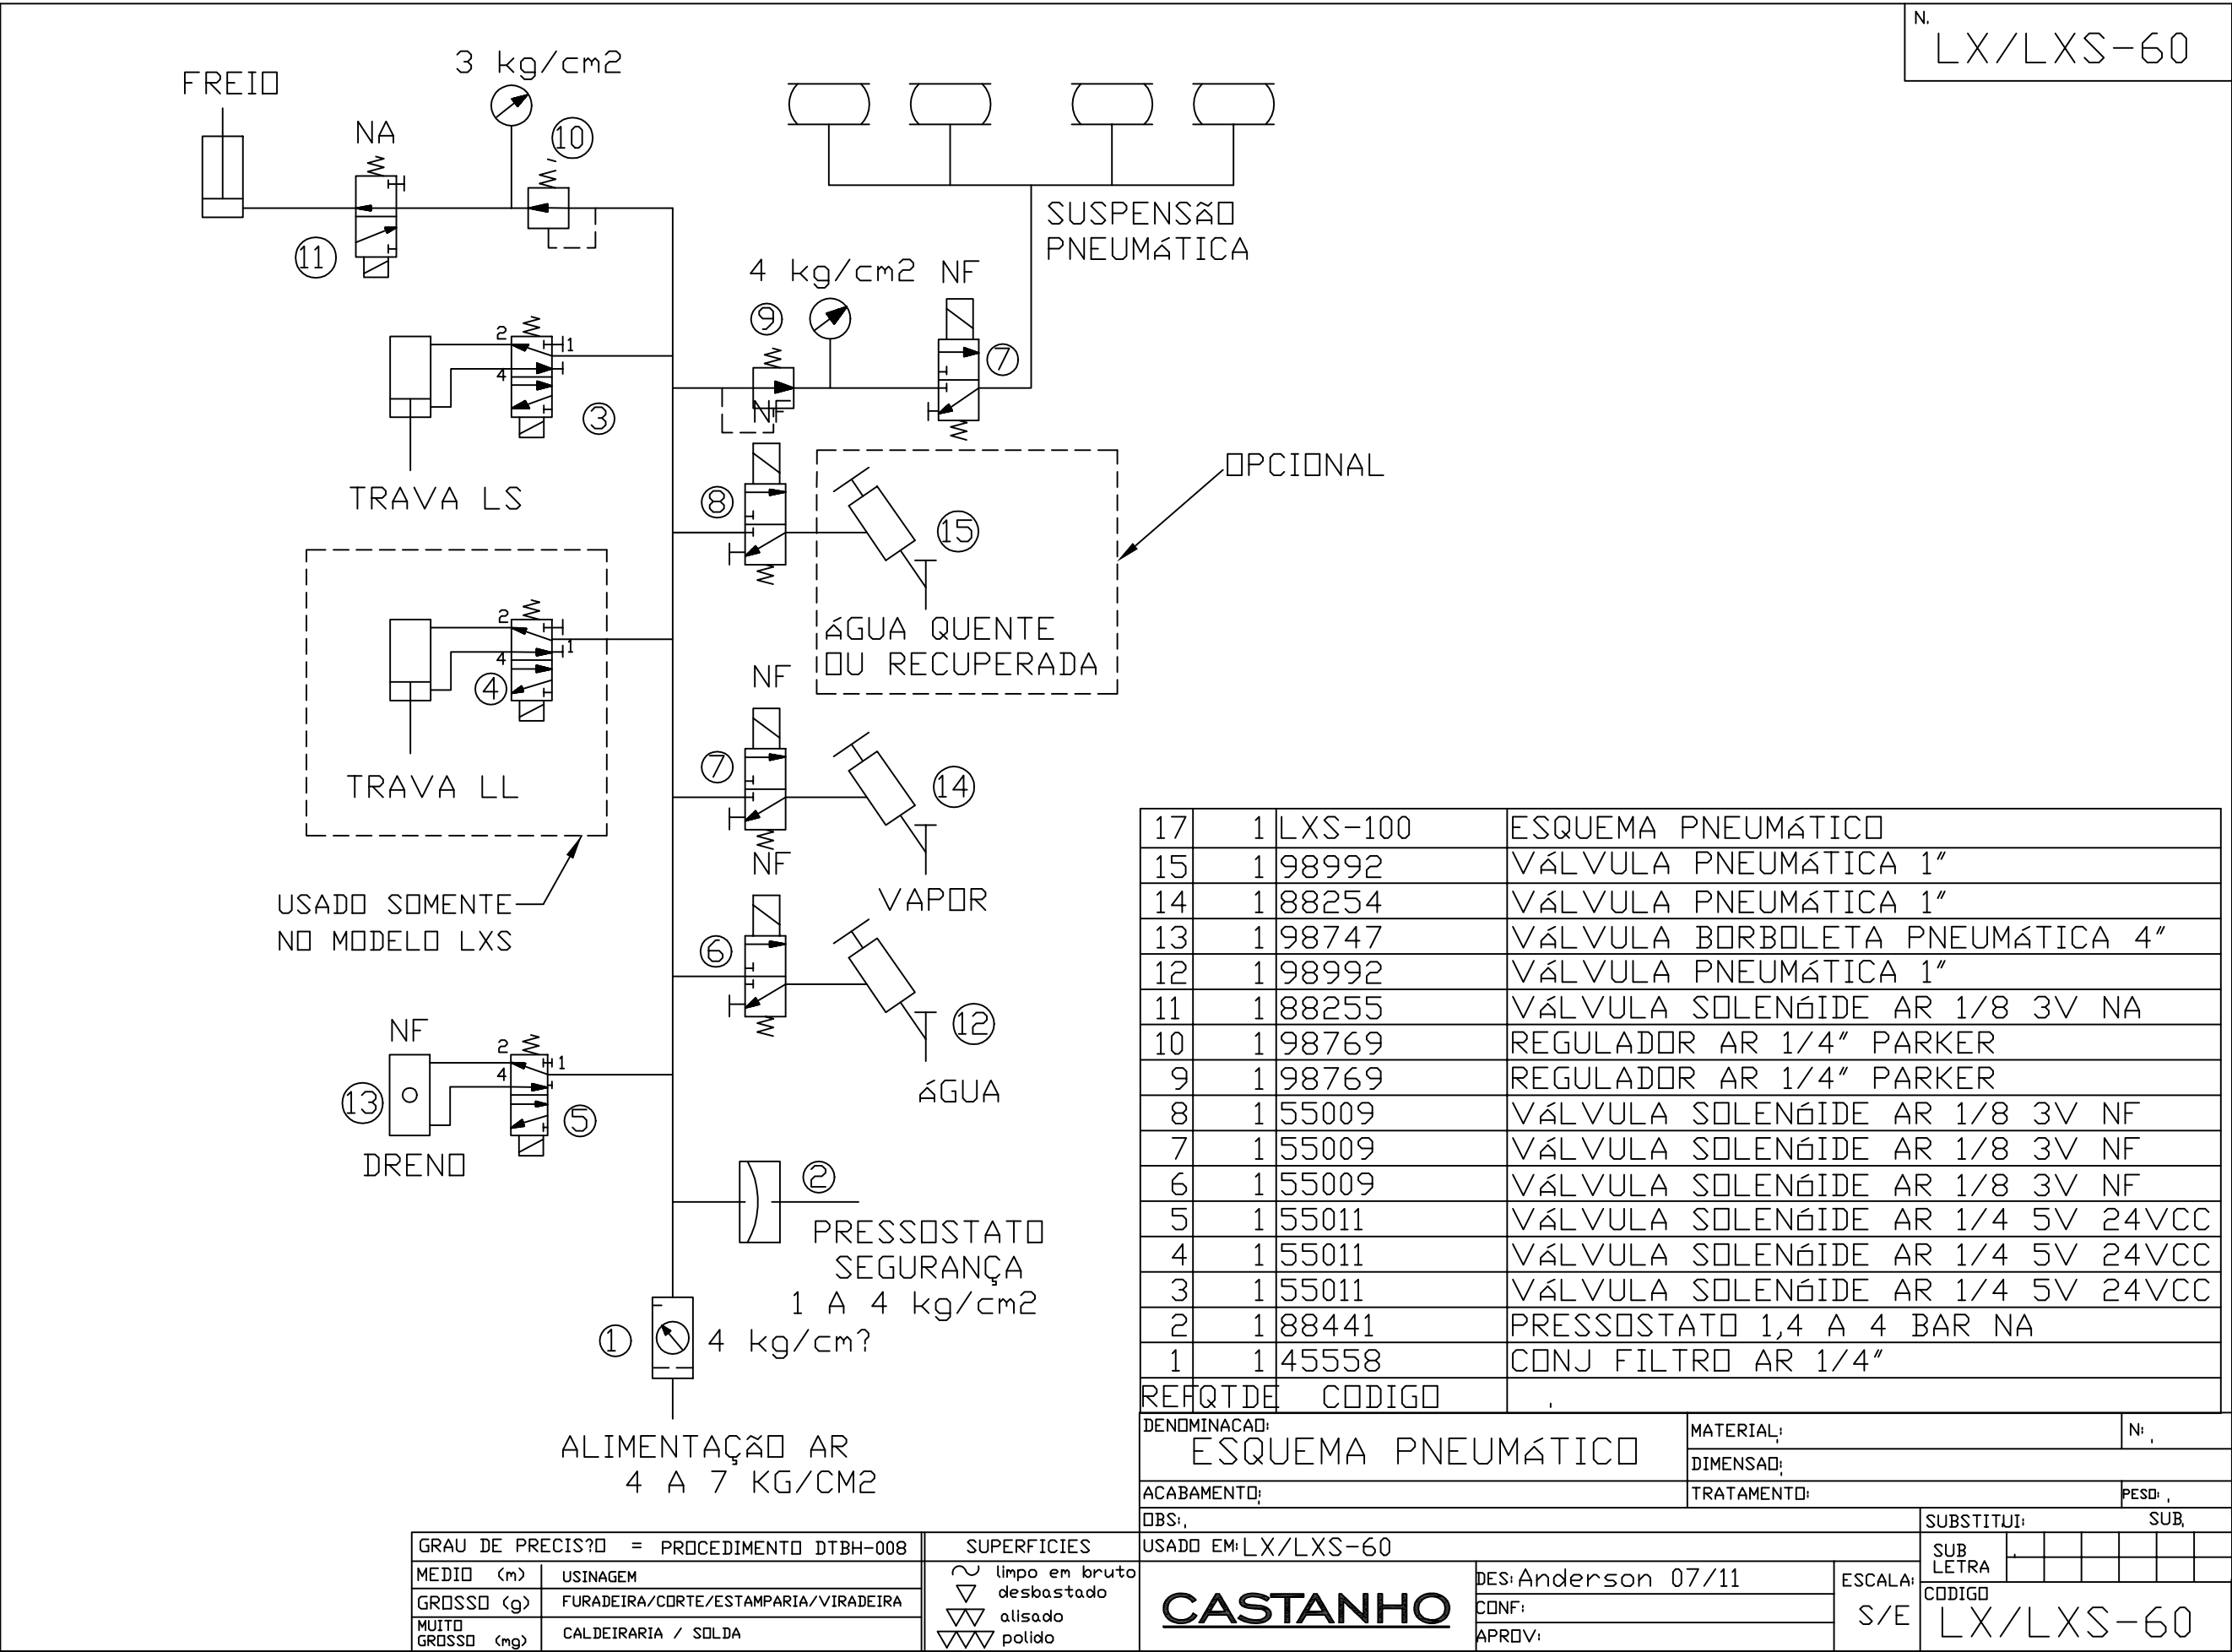 N.
LX/LXS-60
FREIO
3 kg/cm2
NA
10
11
SUSPENSãO
PNEUMáTICA
4 kg/cm2
NF
9
7
2
1
4
3
TRAVA LS
NF
8
15
OPCIONAL
áGUA QUENTE
OU RECUPERADA
2
1
4
4
TRAVA LL
USADO SOMENTE
NO MODELO LXS
NF
7
14
VAPOR
NF
6
12
áGUA
NF
2
1
4
13
5
DRENO
2
PRESSOSTATO
SEGURANÇA
1 A 4 kg/cm2
1
4 kg/cm?
ALIMENTAÇãO AR
4 A 7 KG/CM2
17 1 LXS-100 ESQUEMA PNEUMáTICO
15 1 98992 VáLVULA PNEUMáTICA 1"
14 1 88254 VáLVULA PNEUMáTICA 1"
13 1 98747 VáLVULA BORBOLETA PNEUMáTICA 4"
12 1 98992 VáLVULA PNEUMáTICA 1"
11 1 88255 VáLVULA SOLENóIDE AR 1/8 3V NA
10 1 98769 REGULADOR AR 1/4" PARKER
9 1 98769 REGULADOR AR 1/4" PARKER
8 1 55009 VáLVULA SOLENóIDE AR 1/8 3V NF
7 1 55009 VáLVULA SOLENóIDE AR 1/8 3V NF
6 1 55009 VáLVULA SOLENóIDE AR 1/8 3V NF
5 1 55011 VáLVULA SOLENóIDE AR 1/4 5V 24VCC
4 1 55011 VáLVULA SOLENóIDE AR 1/4 5V 24VCC
3 1 55011 VáLVULA SOLENóIDE AR 1/4 5V 24VCC
2 1 88441 PRESSOSTATO 1,4 A 4 BAR NA
1 1 45558 CONJ FILTRO AR 1/4"
REF QTDE CODIGO
DENOMINACAO:
ESQUEMA PNEUMáTICO
MATERIAL:
N:
DIMENSAO:
ACABAMENTO:
TRATAMENTO:
PESO:
OBS:
USADO EM: LX/LXS-60
SUBSTITUI:
SUB
SUB
LETRA
CASTANHO
DES: Anderson 07/11
CONF:
APROV:
ESCALA:
S/E
CODIGO
LX/LXS-60
GRAU DE PRECIS?O = PROCEDIMENTO DTBH-008
MEDIO (m) USINAGEM
GROSSO (g) FURADEIRA/CORTE/ESTAMPARIA/VIRADEIRA
MUITO
GROSSO (mg) CALDEIRARIA / SOLDA
SUPERFICIES
limpo em bruto
desbastado
alisado
polido